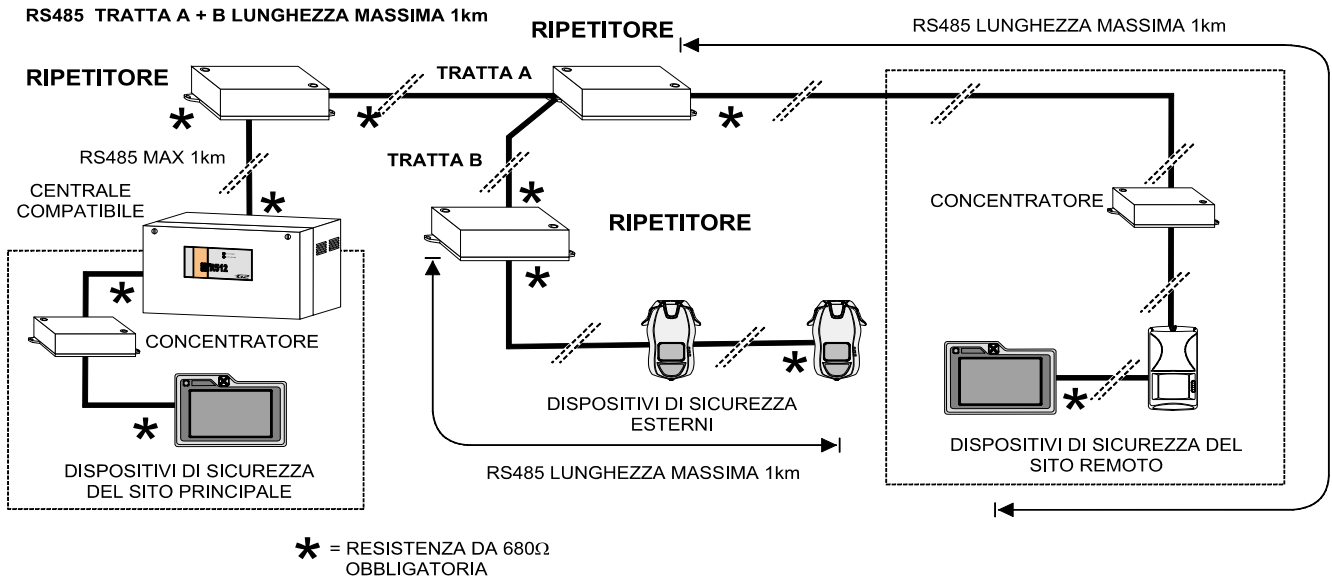 RS485 TRATTA A + B LUNGHEZZA MASSIMA 1km
RIPETITORE
RS485 LUNGHEZZA MASSIMA 1km
RIPETITORE
TRATTA A
RS485 MAX 1km
TRATTA B
CENTRALE
COMPATIBILE
RIPETITORE
CONCENTRATORE
CONCENTRATORE
DISPOSITIVI DI SICUREZZA
ESTERNI
DISPOSITIVI DI SICUREZZA
DEL SITO PRINCIPALE
DISPOSITIVI DI SICUREZZA DEL
SITO REMOTO
RS485 LUNGHEZZA MASSIMA 1km
* = RESISTENZA DA 680Ω
OBBLIGATORIA